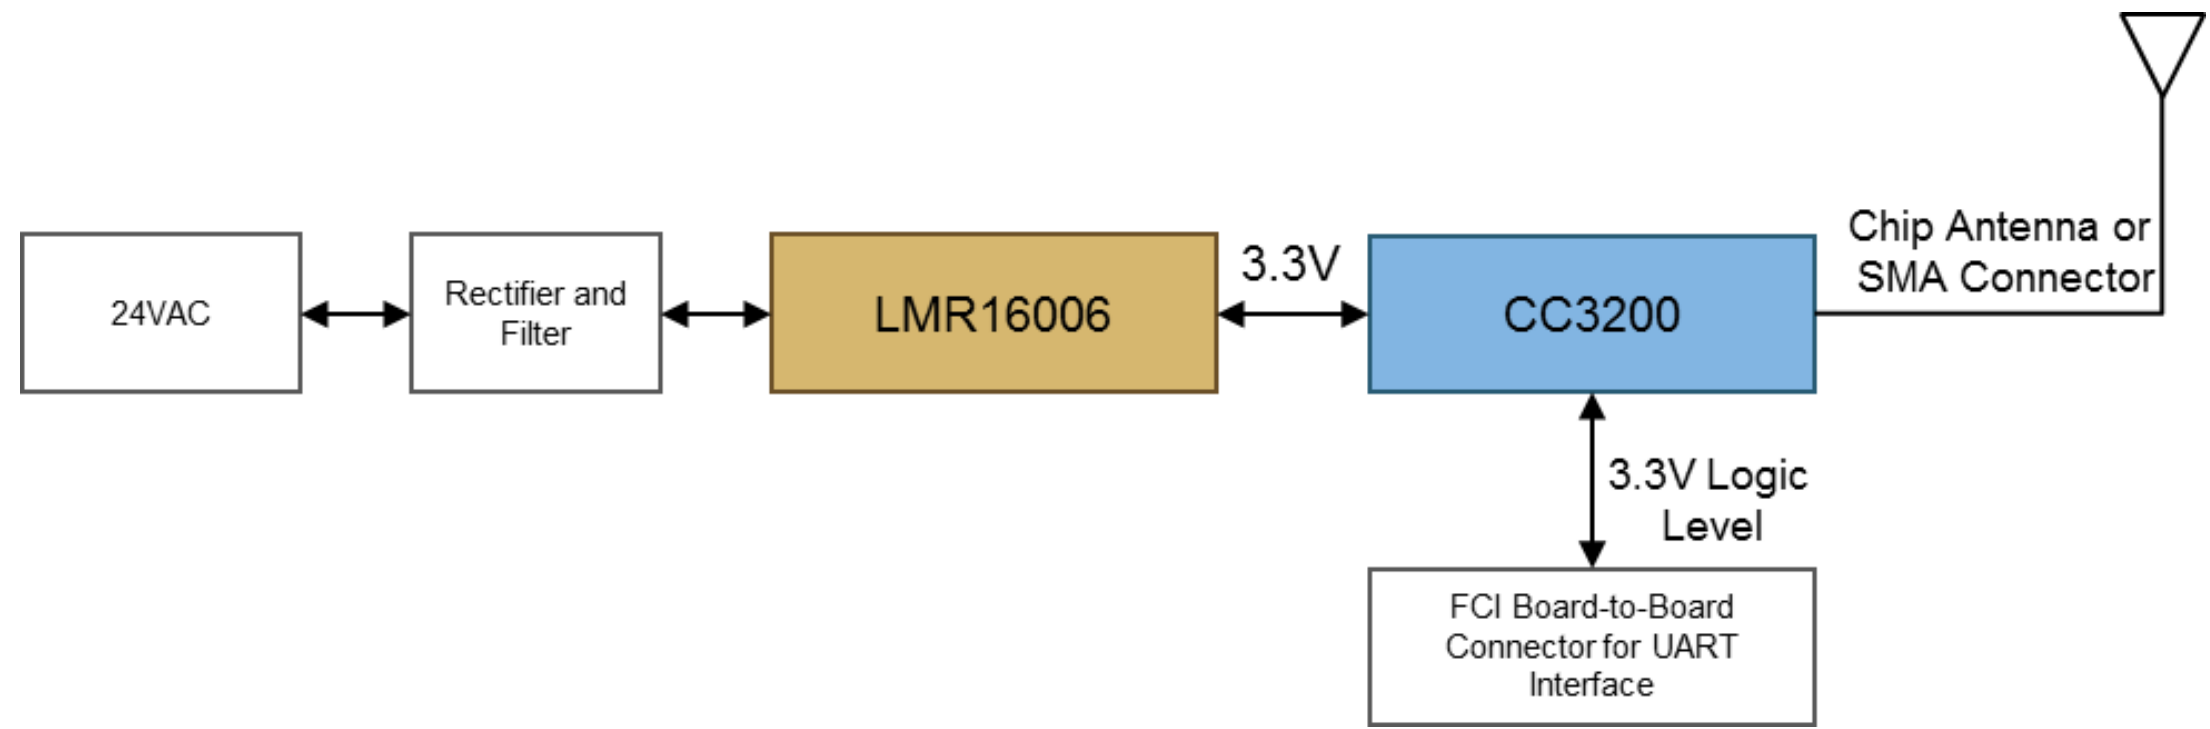 24VAC
Rectifier and
Filter
LMR16006
3.3V
CC3200
Chip Antenna or
SMA Connector
3.3V Logic
Level
FCI Board-to-Board
Connector for UART
Interface